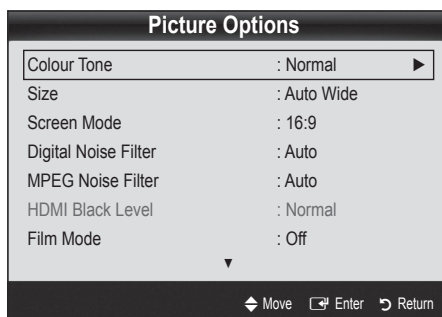 Picture Options
Colour Tone : Normal ▶
Size : Auto Wide
Screen Mode : 16:9
Digital Noise Filter : Auto
MPEG Noise Filter : Auto
HDMI Black Level : Normal
Film Mode : Off
▼
Move Enter Return